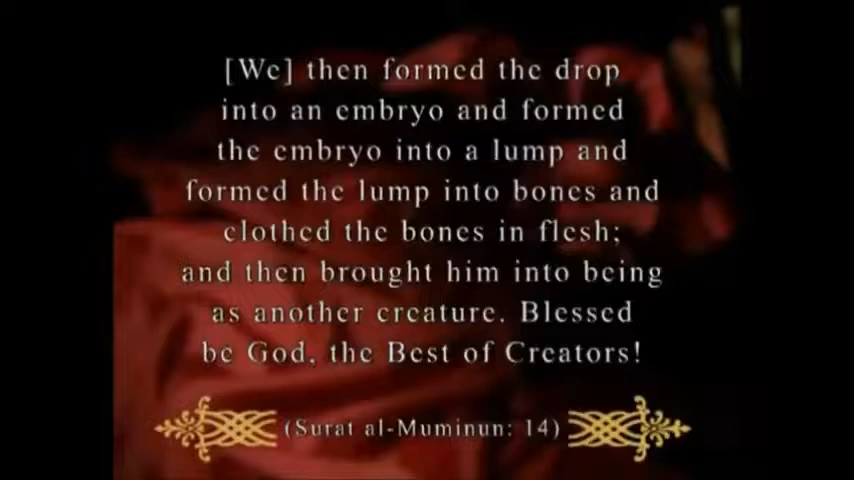 [We] then formed the drop
into an embryo and formed
the embryo into a lump and
formed the lump into bones and
clothed the bones in flesh;
and then brought him into being
as another creature. Blessed
be God, the Best of Creators!
(Surat al-Muminun: 14)